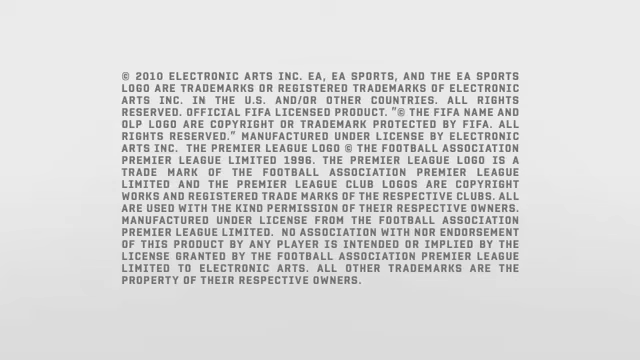 © 2010 ELECTRONIC ARTS INC. EA, EA SPORTS, AND THE EA SPORTS
LOGO ARE TRADEMARKS OR REGISTERED TRADEMARKS OF ELECTRONIC
ARTS INC. IN THE U.S. AND/OR OTHER COUNTRIES. ALL RIGHTS
RESERVED. OFFICIAL FIFA LICENSED PRODUCT. "© THE FIFA NAME AND
OLP LOGO ARE COPYRIGHT OR TRADEMARK PROTECTED BY FIFA. ALL
RIGHTS RESERVED." MANUFACTURED UNDER LICENSE BY ELECTRONIC
ARTS INC. THE PREMIER LEAGUE LOGO © THE FOOTBALL ASSOCIATION
PREMIER LEAGUE LIMITED 1996. THE PREMIER LEAGUE LOGO IS A
TRADE MARK OF THE FOOTBALL ASSOCIATION PREMIER LEAGUE
LIMITED AND THE PREMIER LEAGUE CLUB LOGOS ARE COPYRIGHT
WORKS AND REGISTERED TRADE MARKS OF THE RESPECTIVE CLUBS. ALL
ARE USED WITH THE KIND PERMISSION OF THEIR RESPECTIVE OWNERS.
MANUFACTURED UNDER LICENSE FROM THE FOOTBALL ASSOCIATION
PREMIER LEAGUE LIMITED. NO ASSOCIATION WITH NOR ENDORSEMENT
OF THIS PRODUCT BY ANY PLAYER IS INTENDED OR IMPLIED BY THE
LICENSE GRANTED BY THE FOOTBALL ASSOCIATION PREMIER LEAGUE
LIMITED TO ELECTRONIC ARTS. ALL OTHER TRADEMARKS ARE THE
PROPERTY OF THEIR RESPECTIVE OWNERS.